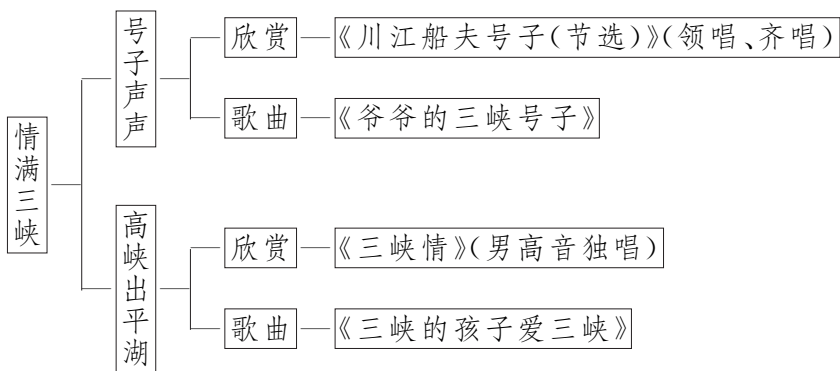 情满三峡
号子声声
欣赏
《川江船夫号子(节选)》(领唱、齐唱)
歌曲
《爷爷的三峡号子》
高峡出平湖
欣赏
《三峡情》(男高音独唱)
歌曲
《三峡的孩子爱三峡》